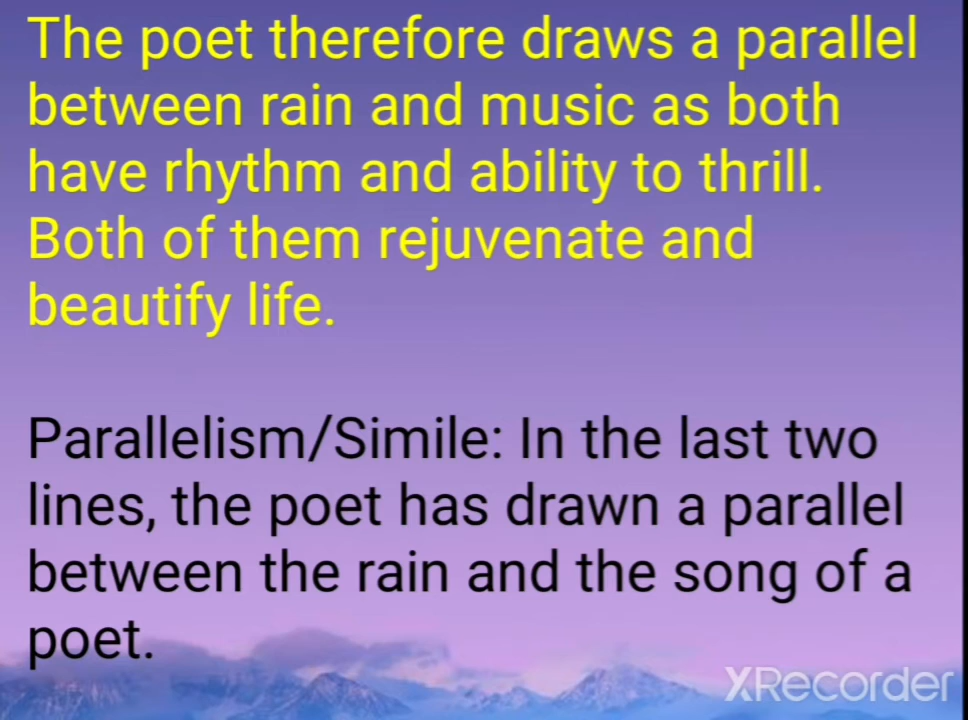 The poet therefore draws a parallel
between rain and music as both
have rhythm and ability to thrill.
Both of them rejuvenate and
beautify life.
Parallelism/Simile: In the last two
lines, the poet has drawn a parallel
between the rain and the song of a
poet.
XRecorder